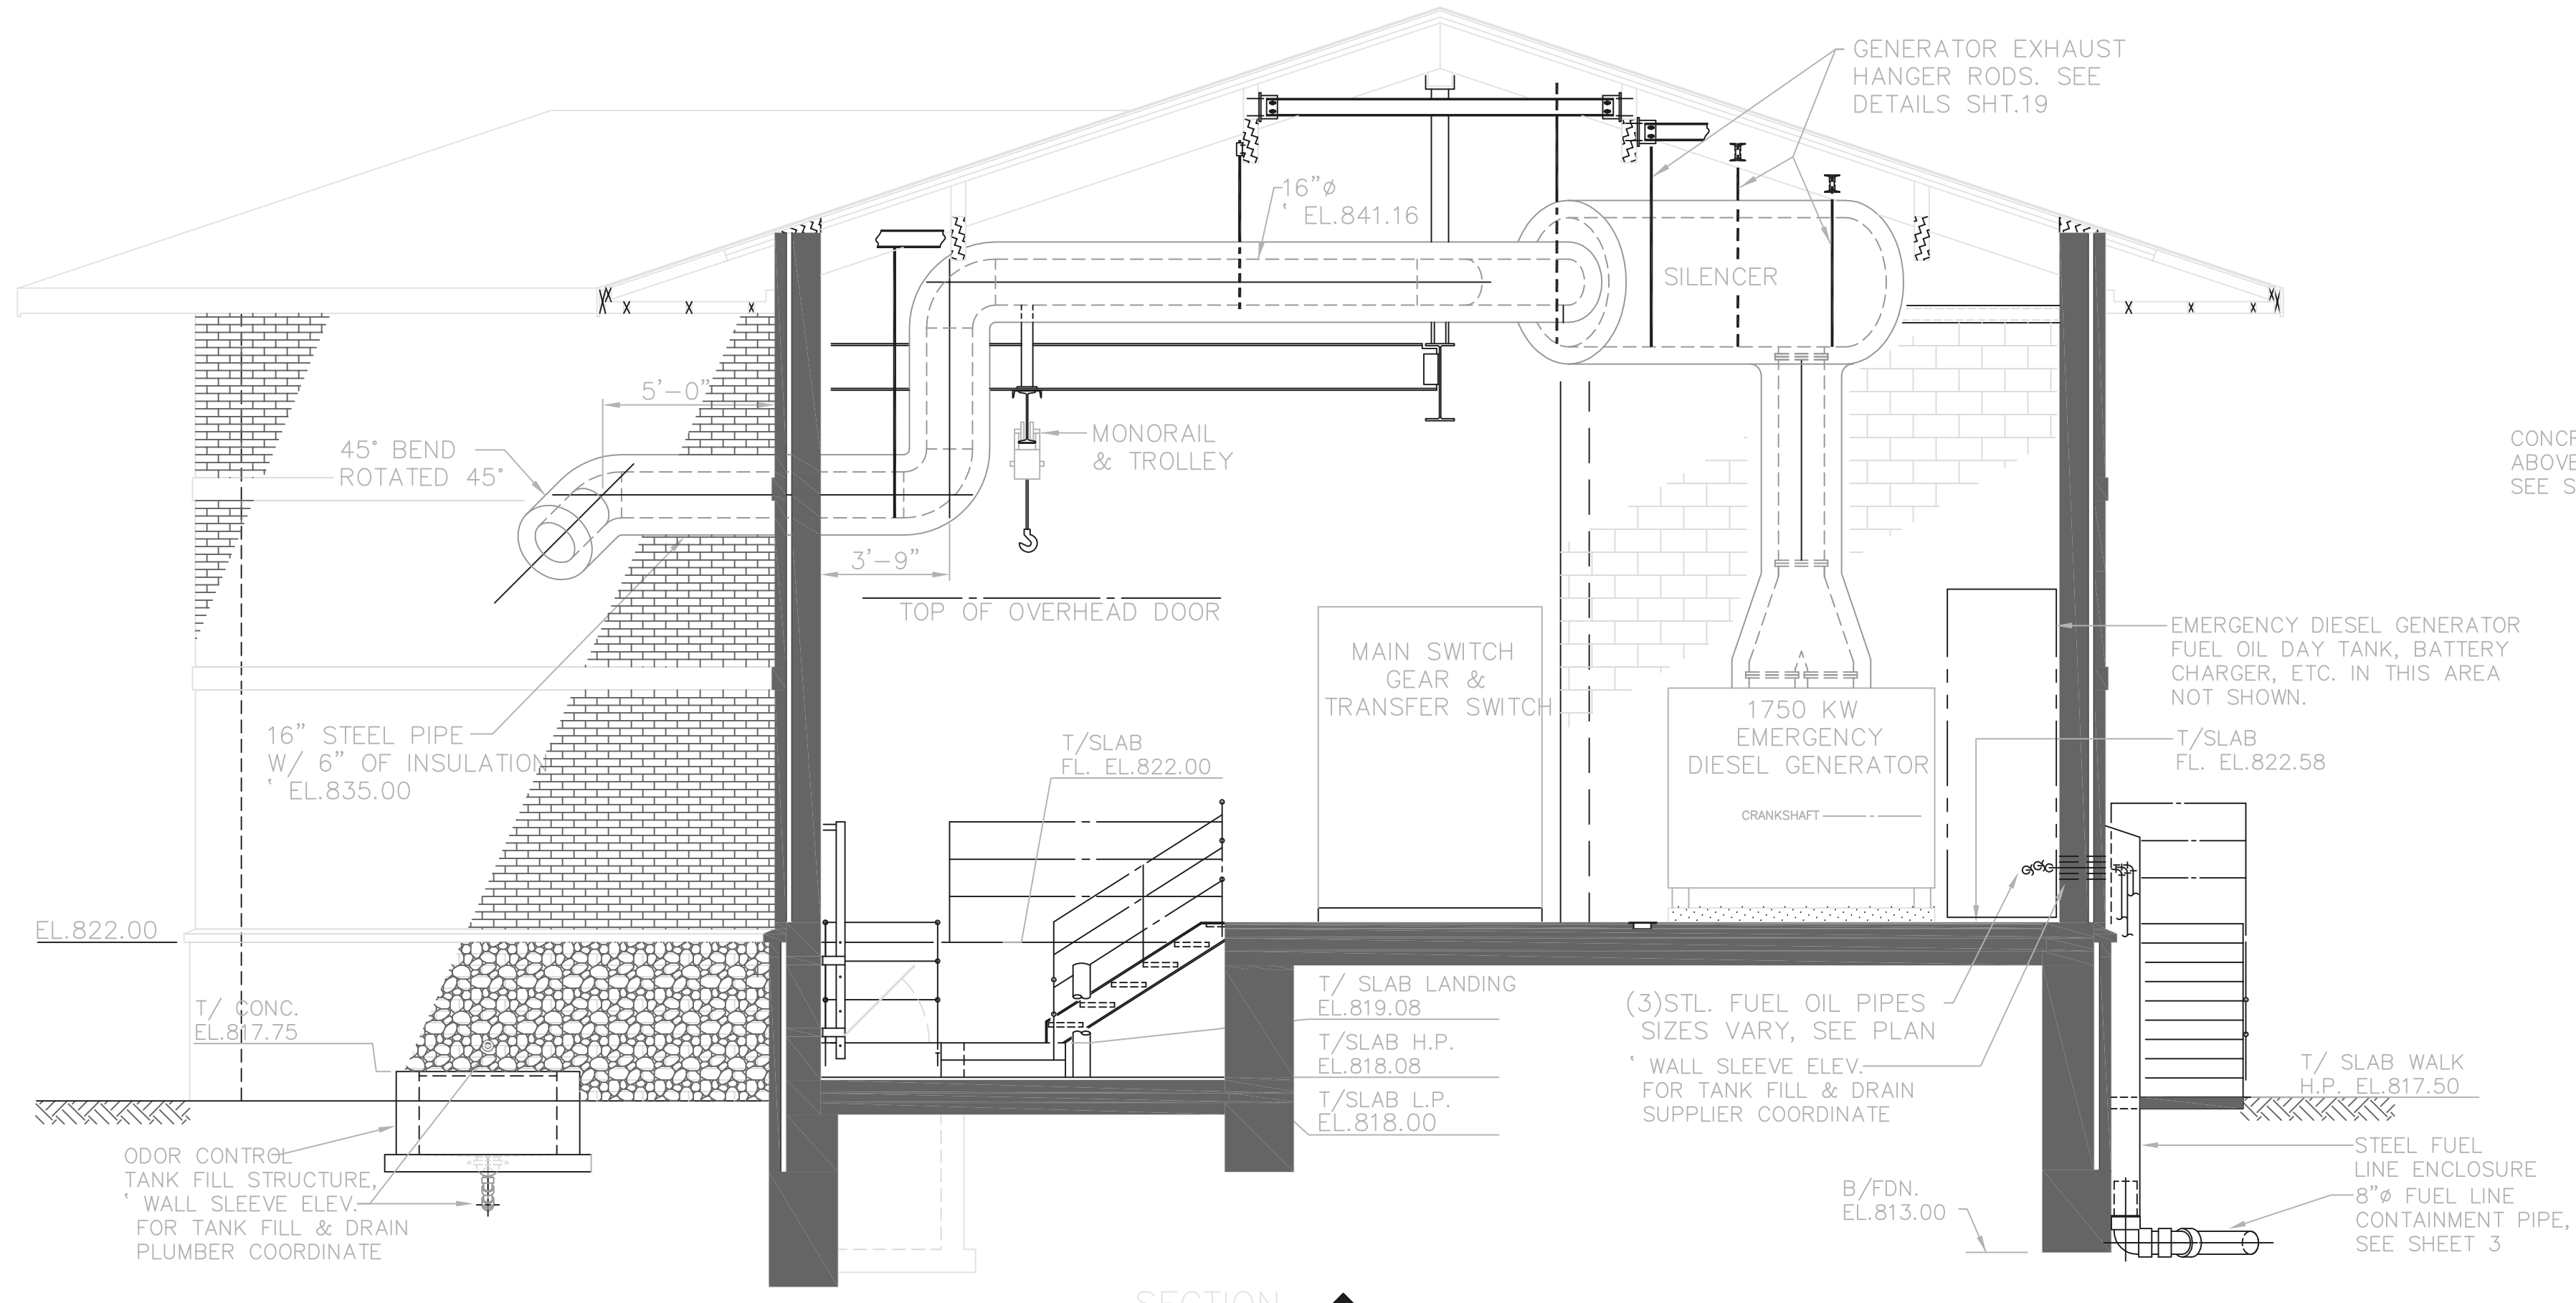 GENERATOR EXHAUST
HANGER RODS. SEE
DETAILS SHT.19
16"ø
EL.841.16
SILENCER
5'-0"
45° BEND
ROTATED 45°
MONORAIL
& TROLLEY
CONCR
ABOVE
SEE S
3'-9"
TOP OF OVERHEAD DOOR
MAIN SWITCH
GEAR &
TRANSFER SWITCH
EMERGENCY DIESEL GENERATOR
FUEL OIL DAY TANK, BATTERY
CHARGER, ETC. IN THIS AREA
NOT SHOWN.
16" STEEL PIPE
W/ 6" OF INSULATION
EL.835.00
1750 KW
EMERGENCY
DIESEL GENERATOR
CRANKSHAFT
T/SLAB
FL. EL.822.00
T/SLAB
FL. EL.822.58
EL.822.00
T/ CONC.
EL.817.75
T/ SLAB LANDING
EL.819.08
T/SLAB H.P.
EL.818.08
T/SLAB L.P.
EL.818.00
(3)STL. FUEL OIL PIPES
SIZES VARY, SEE PLAN
WALL SLEEVE ELEV.
FOR TANK FILL & DRAIN
SUPPLIER COORDINATE
T/ SLAB WALK
H.P. EL.817.50
ODOR CONTROL
TANK FILL STRUCTURE,
WALL SLEEVE ELEV.
FOR TANK FILL & DRAIN
PLUMBER COORDINATE
B/FDN.
EL.813.00
STEEL FUEL
LINE ENCLOSURE
8"ø FUEL LINE
CONTAINMENT PIPE,
SEE SHEET 3
SECTION